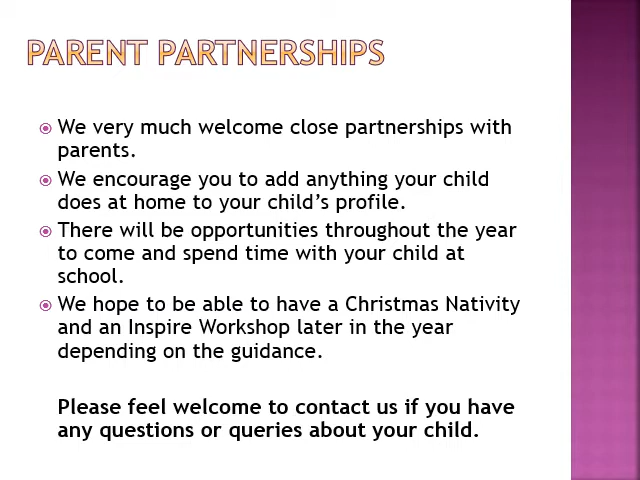 PARENT PARTNERSHIPS
We very much welcome close partnerships with
parents.
We encourage you to add anything your child
does at home to your child’s profile.
There will be opportunities throughout the year
to come and spend time with your child at
school.
We hope to be able to have a Christmas Nativity
and an Inspire Workshop later in the year
depending on the guidance.
Please feel welcome to contact us if you have
any questions or queries about your child.